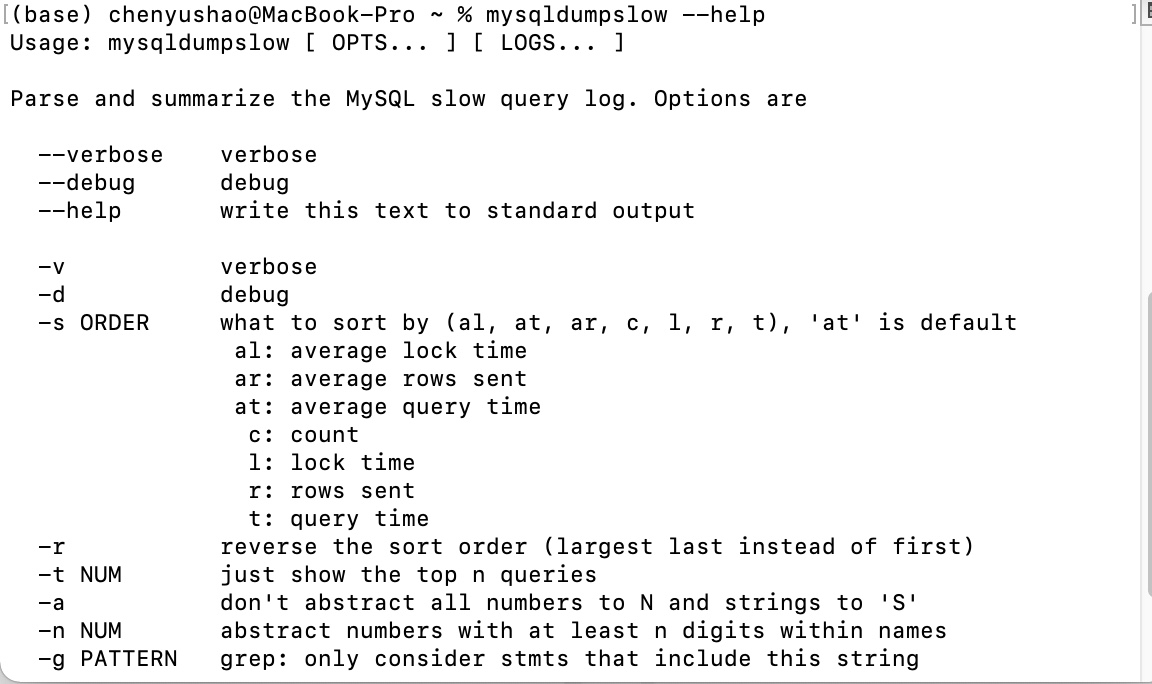 [(base) chenyushao@MacBook-Pro ~ % mysqldumpslow --help ]
Usage: mysqldumpslow [ OPTS... ] [ LOGS... ]
Parse and summarize the MySQL slow query log. Options are
--verbose    verbose
--debug      debug
--help       write this text to standard output
-v           verbose
-d           debug
-s ORDER     what to sort by (al, at, ar, c, l, r, t), 'at' is default
al: average lock time
ar: average rows sent
at: average query time
c: count
l: lock time
r: rows sent
t: query time
-r           reverse the sort order (largest last instead of first)
-t NUM       just show the top n queries
-a           don't abstract all numbers to N and strings to 'S'
-n NUM       abstract numbers with at least n digits within names
-g PATTERN   grep: only consider stmts that include this string